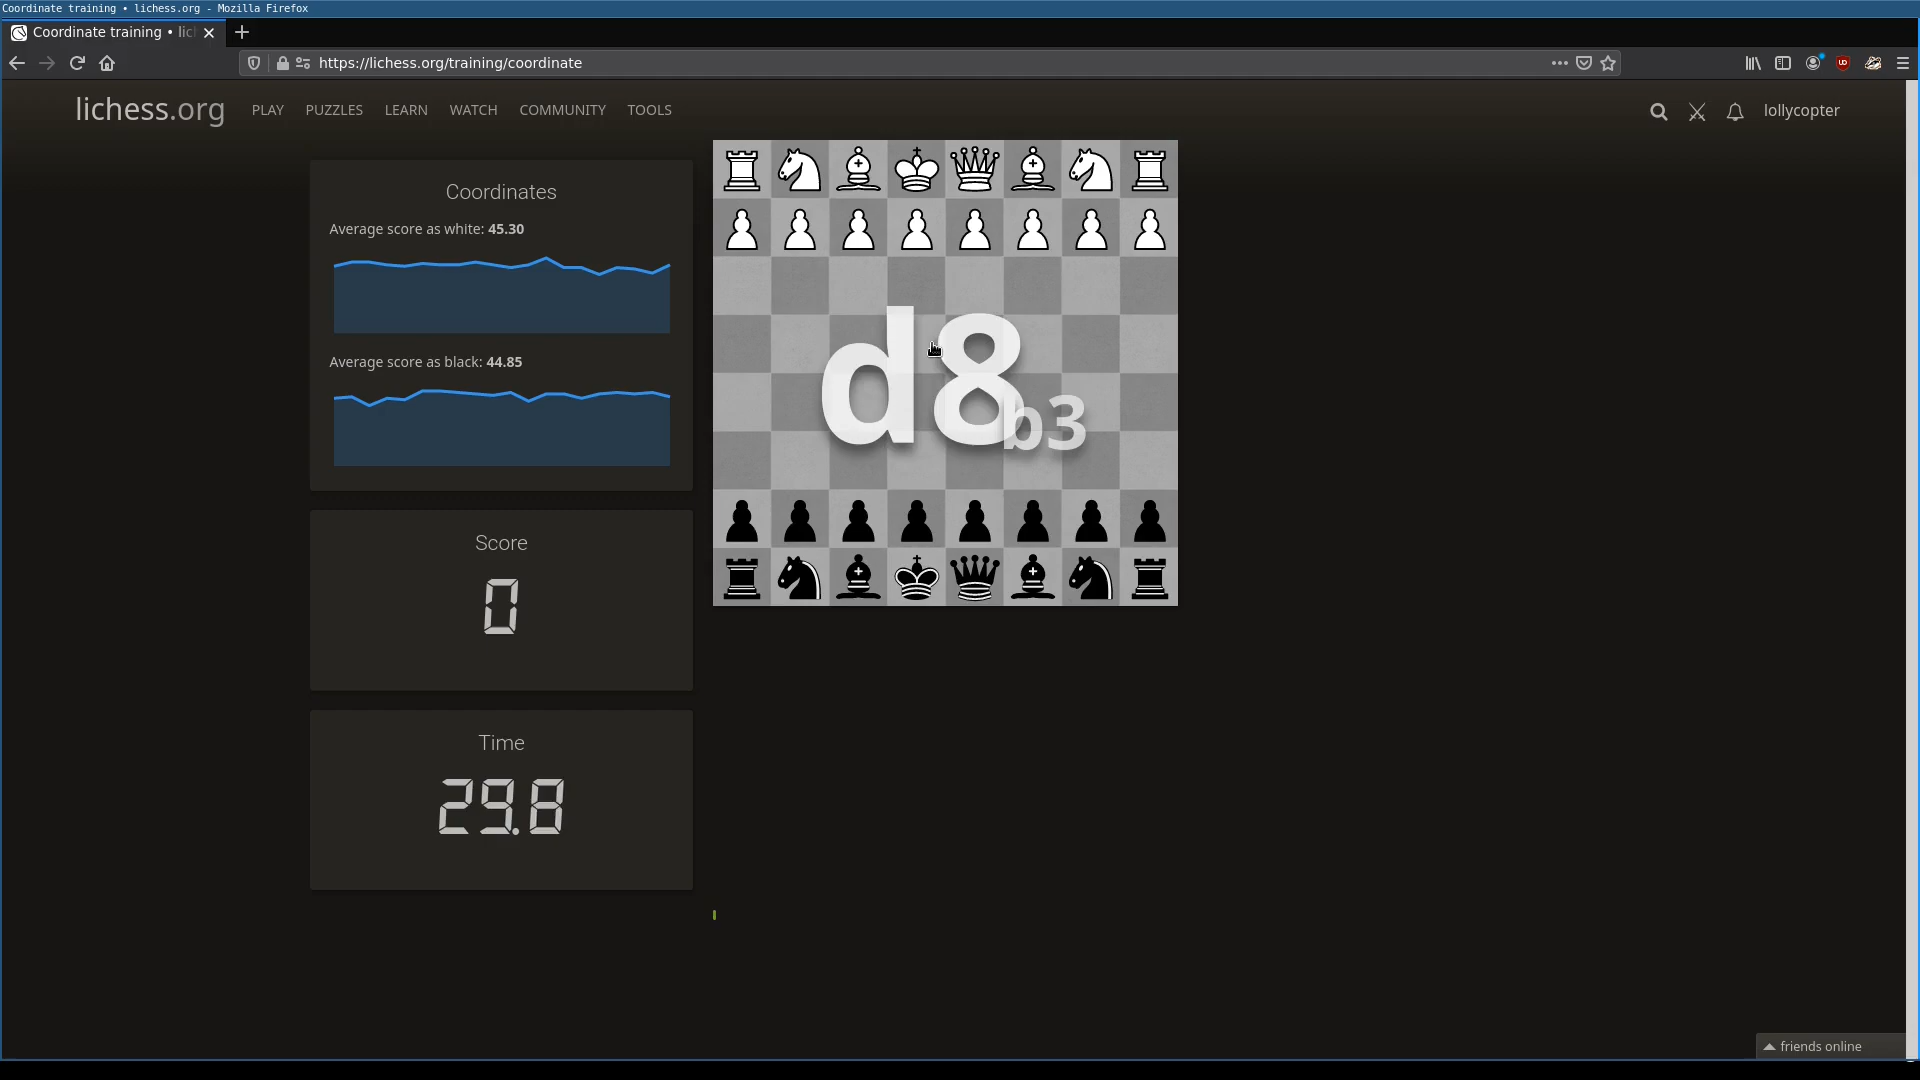 Coordinate training • lichess.org - Mozilla Firefox
Coordinate training • lic
https://lichess.org/training/coordinate
lichess.org PLAY PUZZLES LEARN WATCH COMMUNITY TOOLS lollycopter
Coordinates
Average score as white: 45.30
Average score as black: 44.85
d8
b3
Score
0
Time
29.8
friends online